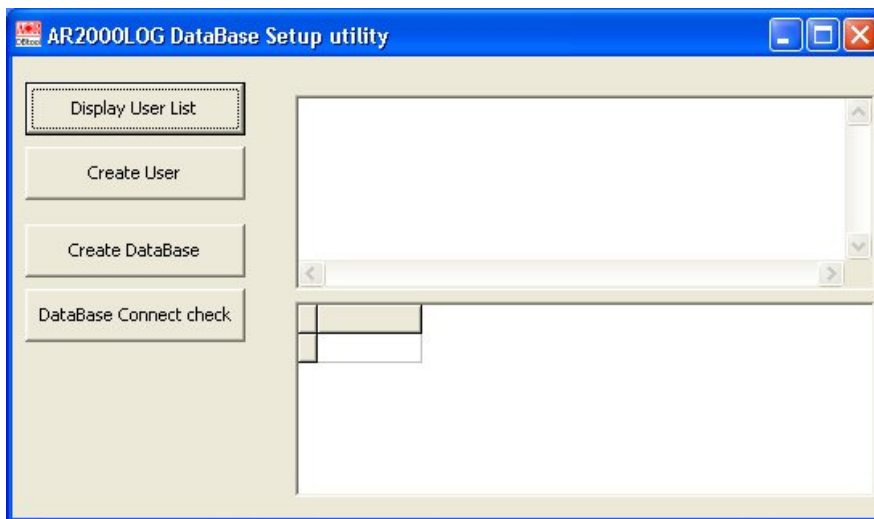 AR2000LOG DataBase Setup utility
Display User List
Create User
Create DataBase
DataBase Connect check